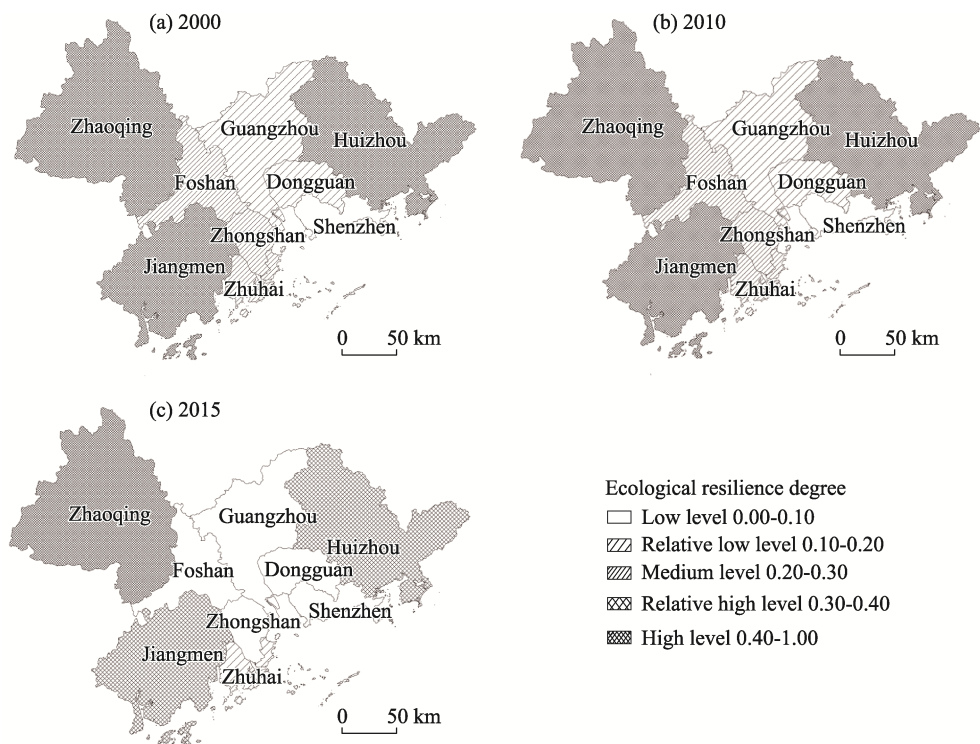 (a) 2000
Zhaoqing
Guangzhou
Huizhou
Foshan
Dongguan
Zhongshan
Shenzhen
Jiangmen
Zhuhai
0 50 km
(b) 2010
Zhaoqing
Guangzhou
Huizhou
Foshan
Dongguan
Zhongshan
Shenzhen
Jiangmen
Zhuhai
0 50 km
(c) 2015
Zhaoqing
Guangzhou
Huizhou
Foshan
Dongguan
Zhongshan
Shenzhen
Jiangmen
Zhuhai
0 50 km
Ecological resilience degree
Low level 0.00-0.10
Relative low level 0.10-0.20
Medium level 0.20-0.30
Relative high level 0.30-0.40
High level 0.40-1.00